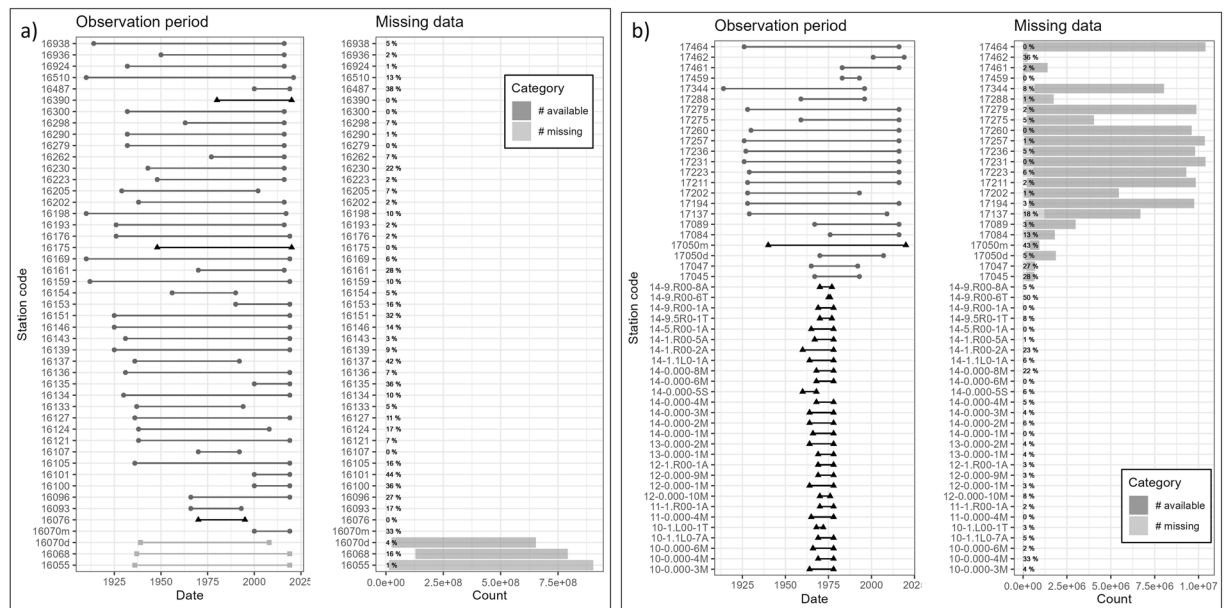 a)
Observation period
Missing data
Station code
16938 5 %
16936 2 %
16924 1 %
16510 13 %
16487 38 %
16390 0 %
16300 0 %
16298 7 %
16290 1 %
16279 0 %
16262 7 %
16230 22 %
16223 2 %
16205 7 %
16202 2 %
16198 10 %
16193 2 %
16176 2 %
16175 0 %
16169 6 %
16161 28 %
16159 10 %
16154 5 %
16153 16 %
16151 32 %
16146 14 %
16143 3 %
16139 9 %
16137 42 %
16136 7 %
16135 36 %
16134 10 %
16133 5 %
16127 11 %
16124 17 %
16121 7 %
16107 0 %
16105 16 %
16101 44 %
16100 36 %
16096 27 %
16093 17 %
16076 0 %
16070m 33 %
16070d 4 %
16068 16 %
16055 1 %
Category
# available
# missing
1925 1950 1975 2000
Date
0.0e+00 2.5e+08 5.0e+08 7.5e+08
Count
b)
Observation period
Missing data
Station code
17464 0 %
17462 36 %
17461 2 %
17459 0 %
17344 8 %
17288 1 %
17279 2 %
17275 5 %
17260 0 %
17257 1 %
17236 5 %
17231 0 %
17223 6 %
17211 2 %
17202 1 %
17194 3 %
17137 18 %
17089 3 %
17084 13 %
17050m 43 %
17050d 5 %
17047 27 %
17045 28 %
14-9.R00-8A 5 %
14-9.R00-6T 50 %
14-9.R00-1A 0 %
14-9.5R0-1T 8 %
14-5.R00-1A 0 %
14-1.R00-5A 1 %
14-1.R00-2A 23 %
14-1.1L0-1A 6 %
14-0.000-8M 22 %
14-0.000-6M 0 %
14-0.000-5S 6 %
14-0.000-4M 5 %
14-0.000-3M 4 %
14-0.000-2M 6 %
14-0.000-1M 0 %
13-0.000-2M 4 %
13-0.000-1M 4 %
12-1.R00-1A 3 %
12-0.000-9M 3 %
12-0.000-1M 3 %
12-0.000-10M 8 %
11-1.R00-1A 2 %
11-0.000-4M 0 %
10-1.L00-1T 3 %
10-1.1L0-7A 5 %
10-0.000-6M 2 %
10-0.000-4M 33 %
10-0.000-3M 4 %
Category
# available
# missing
1925 1950 1975 2000 202
Date
0.0e+00 2.5e+06 5.0e+06 7.5e+06 1.0e+07
Count